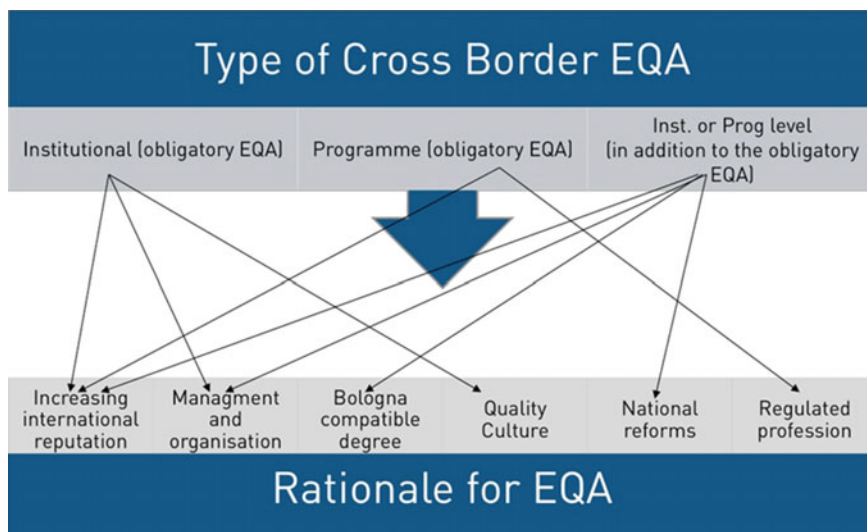 Type of Cross Border EQA
Institutional (obligatory EQA)
Programme (obligatory EQA)
Inst. or Prog level
(in addition to the obligatory
EQA)
Increasing
international
reputation
Managment
and
organisation
Bologna
compatible
degree
Quality
Culture
National
reforms
Regulated
profession
Rationale for EQA